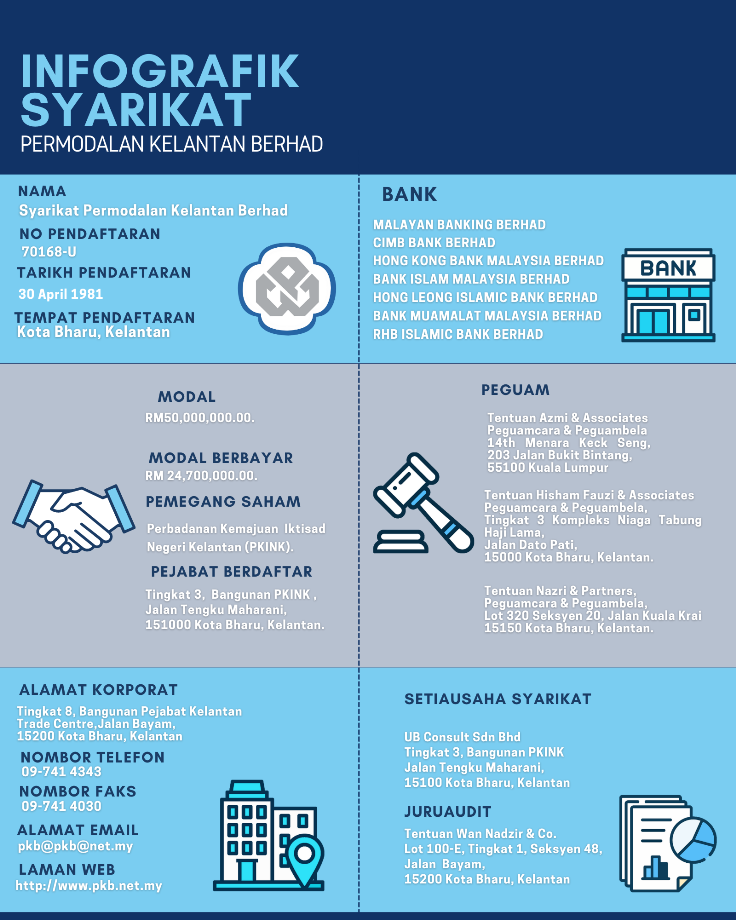 INFOGRAFIK
SYARIKAT
PERMODALAN KELANTAN BERHAD
NAMA
Syarikat Permodalan Kelantan Berhad
NO PENDAFTARAN
70168-U
TARIKH PENDAFTARAN
30 April 1981
TEMPAT PENDAFTARAN
Kota Bharu, Kelantan
BANK
MALAYAN BANKING BERHAD
CIMB BANK BERHAD
HONG KONG BANK MALAYSIA BERHAD
BANK ISLAM MALAYSIA BERHAD
HONG LEONG ISLAMIC BANK BERHAD
BANK MUAMALAT MALAYSIA BERHAD
RHB ISLAMIC BANK BERHAD
BANK
MODAL
RM50,000,000.00.
MODAL BERBAYAR
RM 24,700,000.00.
PEMEGANG SAHAM
Perbadanan Kemajuan Iktisad
Negeri Kelantan (PKINK).
PEJABAT BERDAFTAR
Tingkat 3, Bangunan PKINK ,
Jalan Tengku Maharani,
151000 Kota Bharu, Kelantan.
PEGUAM
Tentuan Azmi & Associates
Peguamcara & Peguambela
14th Menara Keck Seng,
203 Jalan Bukit Bintang,
55100 Kuala Lumpur
Tentuan Hisham Fauzi & Associates
Peguamcara & Peguambela,
Tingkat 3 Kompleks Niaga Tabung
Haji Lama,
Jalan Dato Pati,
15000 Kota Bharu, Kelantan.
Tentuan Nazri & Partners,
Peguamcara & Peguambela,
Lot 320 Seksyen 20, Jalan Kuala Krai
15150 Kota Bharu, Kelantan.
ALAMAT KORPORAT
Tingkat 8, Bangunan Pejabat Kelantan
Trade Centre,Jalan Bayam,
15200 Kota Bharu, Kelantan
NOMBOR TELEFON
09-741 4343
NOMBOR FAKS
09-741 4030
ALAMAT EMAIL
pkb@pkb@net.my
LAMAN WEB
http://www.pkb.net.my
SETIAUSAHA SYARIKAT
UB Consult Sdn Bhd
Tingkat 3, Bangunan PKINK
Jalan Tengku Maharani,
15100 Kota Bharu, Kelantan
JURUAUDIT
Tentuan Wan Nadzir & Co.
Lot 100-E, Tingkat 1, Seksyen 48,
Jalan Bayam,
15200 Kota Bharu, Kelantan